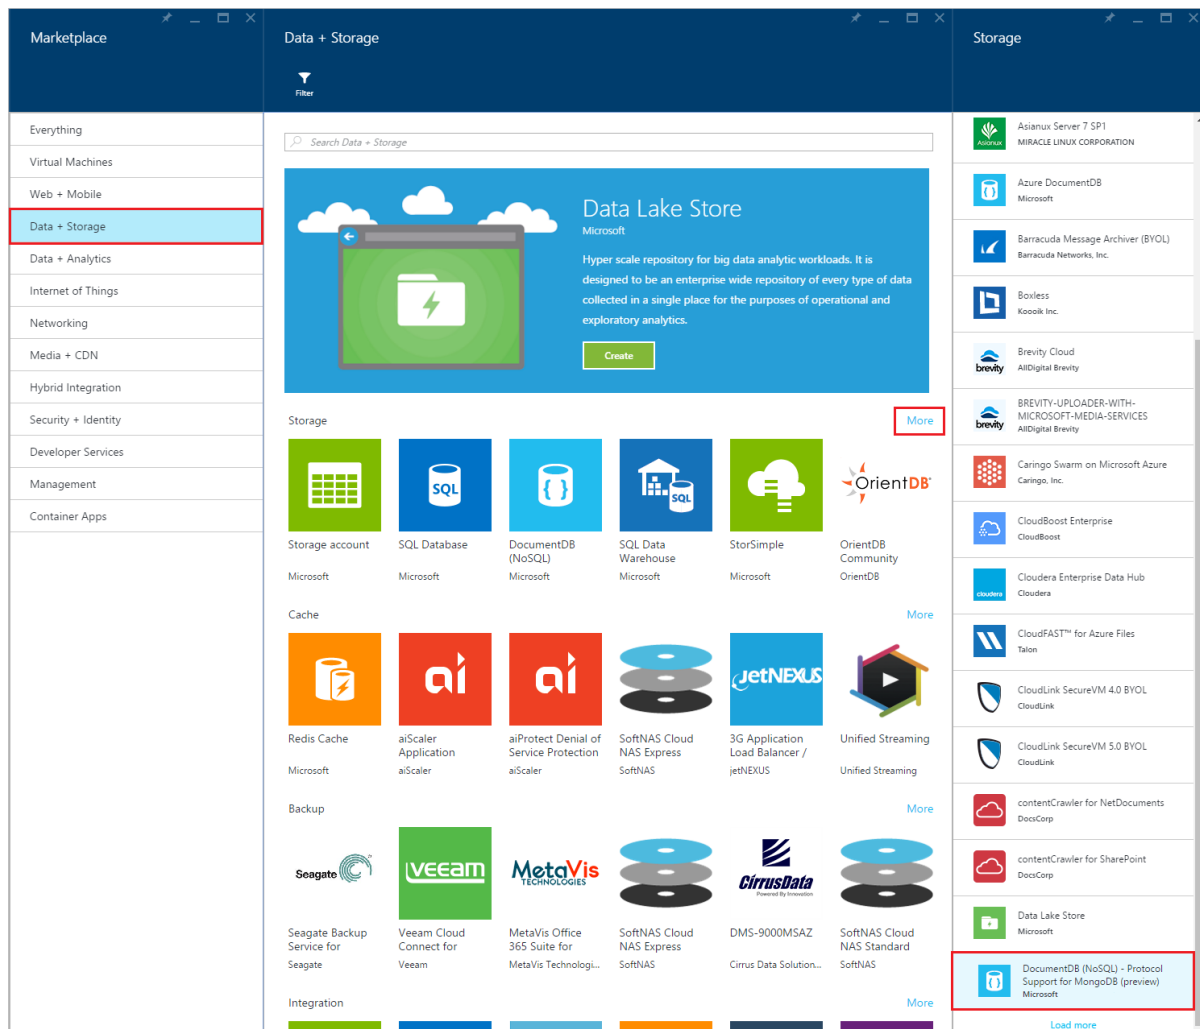 Marketplace
Everything
Virtual Machines
Web + Mobile
Data + Storage
Data + Analytics
Internet of Things
Networking
Media + CDN
Hybrid Integration
Security + Identity
Developer Services
Management
Container Apps
Data + Storage
Filter
Search Data + Storage
Data Lake Store
Microsoft
Hyper scale repository for big data analytic workloads. It is
designed to be an enterprise wide repository of every type of data
collected in a single place for the purposes of operational and
exploratory analytics.
Create
Storage
More
SQL
SQL
OrientDB
Storage account
Microsoft
SQL Database
Microsoft
DocumentDB
(NoSQL)
Microsoft
SQL Data
Warehouse
Microsoft
StorSimple
Microsoft
OrientDB
Community
OrientDB
Cache
More
ai
ai
jetNEXUS
Redis Cache
Microsoft
aiScaler
Application
aiScaler
aiProtect Denial of
Service Protection
aiScaler
SoftNAS Cloud
NAS Express
SoftNAS
3G Application
Load Balancer /
jetNEXUS
Unified Streaming
Unified Streaming
Backup
More
Seagate
veeam
MetaVis
TECHNOLOGIES
CirrusData
Powered By Innovation
Seagate Backup
Service for
Seagate
Veeam Cloud
Connect for
Veeam
MetaVis Office
365 Suite for
MetaVis Technologi...
SoftNAS Cloud
NAS Express
SoftNAS
DMS-9000MSAZ
Cirrus Data Solution...
SoftNAS Cloud
NAS Standard
SoftNAS
Integration
More
Storage
Asianux
Asianux Server 7 SP1
MIRACLE LINUX CORPORATION
Azure DocumentDB
Microsoft
Barracuda Message Archiver (BYOL)
Barracuda Networks, Inc.
Boxless
Koooik Inc.
brevity
Brevity Cloud
AllDigital Brevity
brevity
BREVITY-UPLOADER-WITH-
MICROSOFT-MEDIA-SERVICES
AllDigital Brevity
Caringo Swarm on Microsoft Azure
Caringo, Inc.
CloudBoost Enterprise
CloudBoost
cloudera
Cloudera Enterprise Data Hub
Cloudera
CloudFAST™ for Azure Files
Talon
CloudLink SecureVM 4.0 BYOL
CloudLink
CloudLink SecureVM 5.0 BYOL
CloudLink
contentCrawler for NetDocuments
DocsCorp
contentCrawler for SharePoint
DocsCorp
Data Lake Store
Microsoft
DocumentDB (NoSQL) - Protocol
Support for MongoDB (preview)
Microsoft
Load more